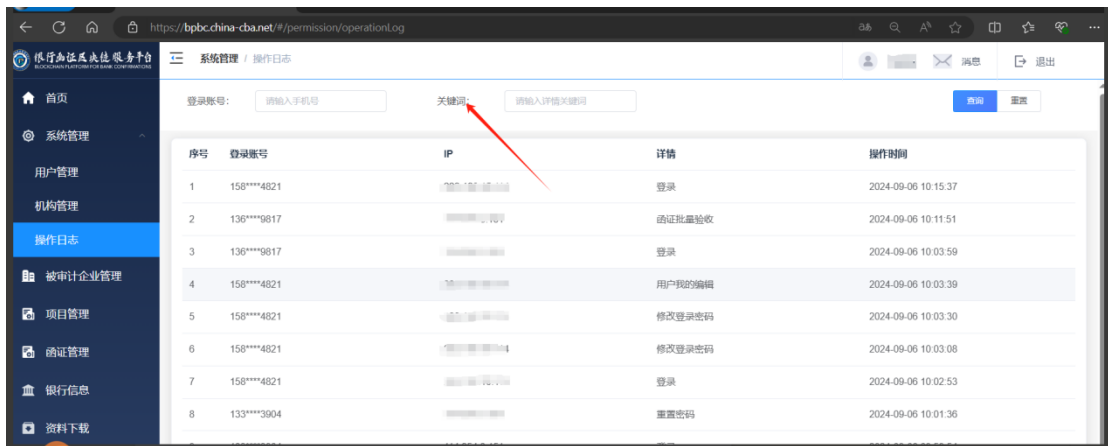 https://bpbc.china-cba.net/#/permission/operationLog
银行函证及央信服务平台
系统管理 / 操作日志
消息
退出
首页
登录账号: 请输入手机号 关键词: 请输入详情关键词 查询 重置
系统管理
用户管理
机构管理
操作日志
被审计企业管理
项目管理
函证管理
银行信息
资料下载
序号 登录账号 IP 详情 操作时间
1 158****4821 登录 2024-09-06 10:15:37
2 136****9817 函证批量验收 2024-09-06 10:11:51
3 136****9817 登录 2024-09-06 10:03:59
4 158****4821 用户我的编辑 2024-09-06 10:03:39
5 158****4821 修改登录密码 2024-09-06 10:03:30
6 158****4821 修改登录密码 2024-09-06 10:03:08
7 158****4821 登录 2024-09-06 10:02:53
8 133****3904 重置密码 2024-09-06 10:01:36